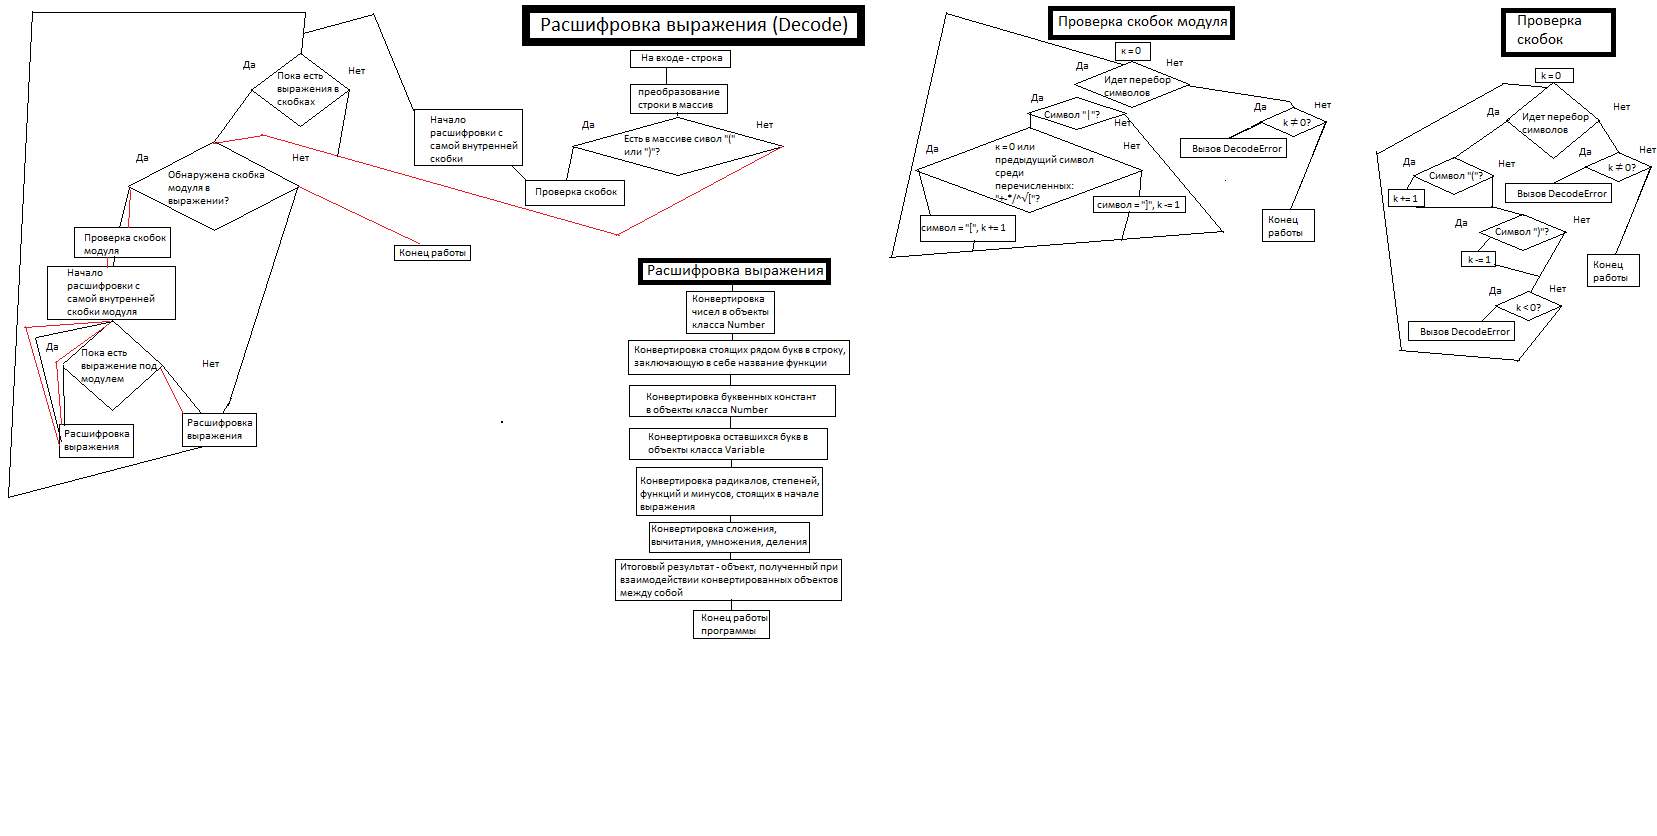 Расшифровка выражения (Decode)
На входе - строка
преобразование
строки в массив
Да
Нет
Есть в массиве сивол "("
или ")"?
Проверка скобок
Начало
расшифровки с
самой внутренней
скобки
Да
Нет
Пока есть
выражения в
скобках
Да
Нет
Обнаружена скобка
модуля в
выражении?
Проверка скобок
модуля
Конец работы
Начало
расшифровки с
самой внутренней
скобки модуля
Да
Нет
Пока есть
выражение под
модулем
Расшифровка
выражения
Расшифровка
выражения
Расшифровка выражения
Конвертировка
чисел в объекты
класса Number
Конвертировка стоящих рядом букв в строку,
заключающую в себе название функции
Конвертировка буквенных констант
в объекты класса Number
Конвертировка оставшихся букв в
объекты класса Variable
Конвертировка радикалов, степеней,
функций и минусов, стоящих в начале
выражения
Конвертировка сложения,
вычитания, умножения, деления
Итоговый результат - объект, полученный при
взаимодействии конвертированных объектов
между собой
Конец работы
программы
Проверка скобок модуля
к = 0
Да
Нет
Идет перебор
символов
Да
Символ "|"?
Нет
Да
Нет
к = 0 или
предыдущий символ
среди
перечисленных:
"+-*/^√["?
символ = "[", k += 1
символ = "]", k -= 1
Да
Нет
k ≠ 0?
Вызов DecodeError
Конец
работы
Проверка
скобок
k = 0
Да
Нет
Идет перебор
символов
Да
Нет
Символ "("?
k += 1
Да
Нет
k ≠ 0?
Вызов DecodeError
Да
Нет
Символ ")"?
k -= 1
Конец
работы
Да
Нет
k < 0?
Вызов DecodeError